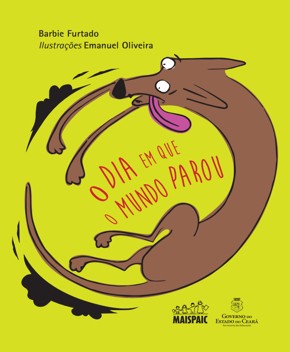 Barbie Furtado
Ilustrações Emanuel Oliveira
O DIA EM QUE
O MUNDO PAROU
MAISPAIC
GOVERNO DO
ESTADO DO CEARÁ